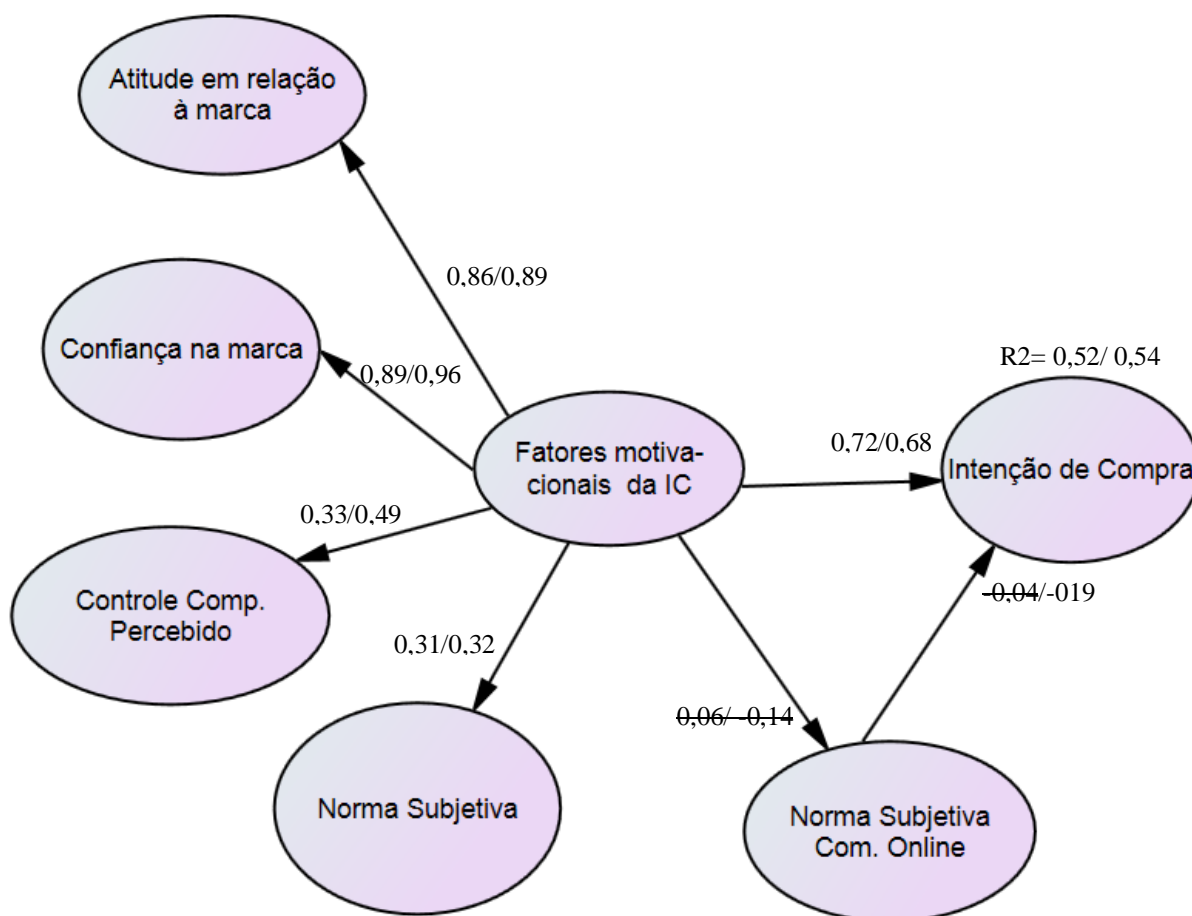 Atitude em relação
à marca
0,86/0,89
Confiança na marca
0,89/0,96
R2= 0,52/ 0,54
Fatores motiva-
cionais da IC
0,72/0,68
Intenção de Compra
0,33/0,49
Controle Comp.
Percebido
-0,04/-019
0,31/0,32
0,06/ -0,14
Norma Subjetiva
Norma Subjetiva
Com. Online